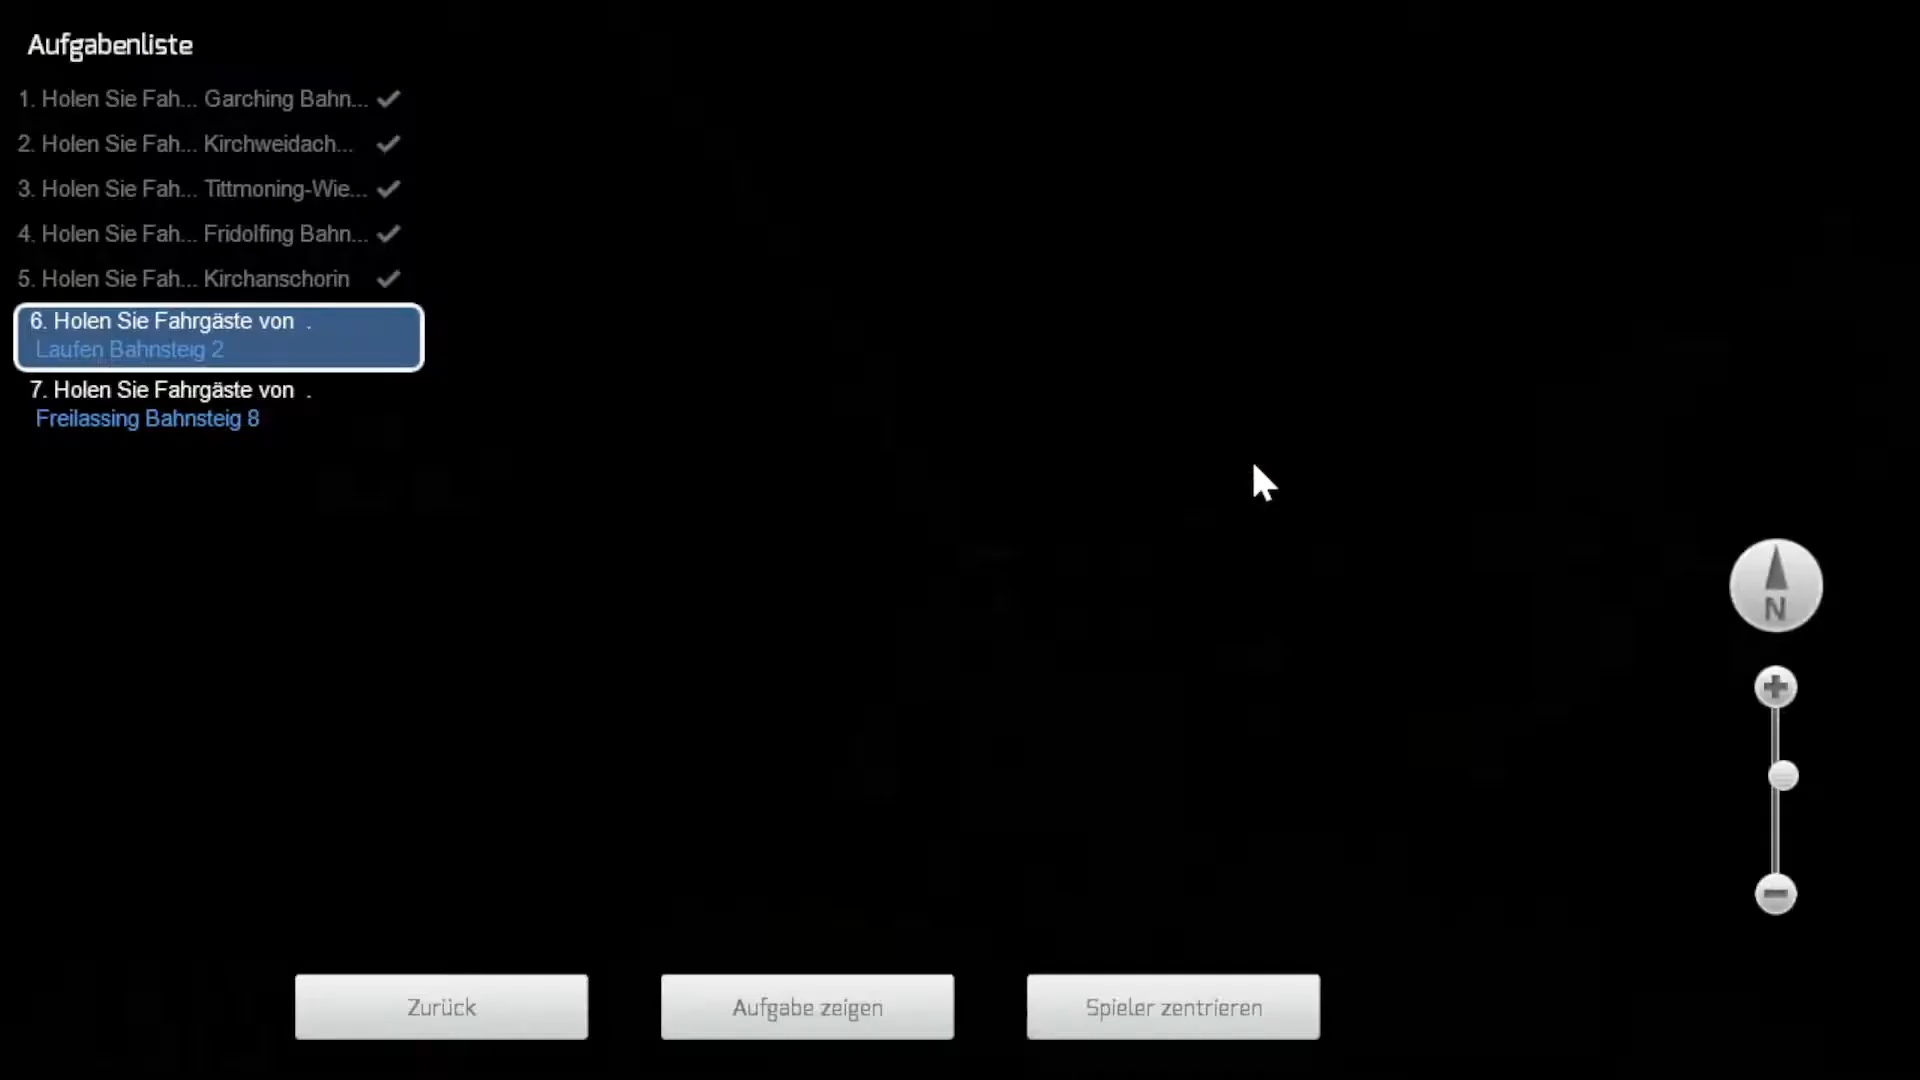 Aufgabenliste
1. Holen Sie Fah... Garching Bahn...
2. Holen Sie Fah... Kirchweidach...
3. Holen Sie Fah... Tittmoning-Wie...
4. Holen Sie Fah... Fridolfing Bahn...
5. Holen Sie Fah... Kirchanschorin
6. Holen Sie Fahrgäste von .
Laufen Bahnsteig 2
7. Holen Sie Fahrgäste von .
Freilassing Bahnsteig 8
N
Zurück
Aufgabe zeigen
Spieler zentrieren